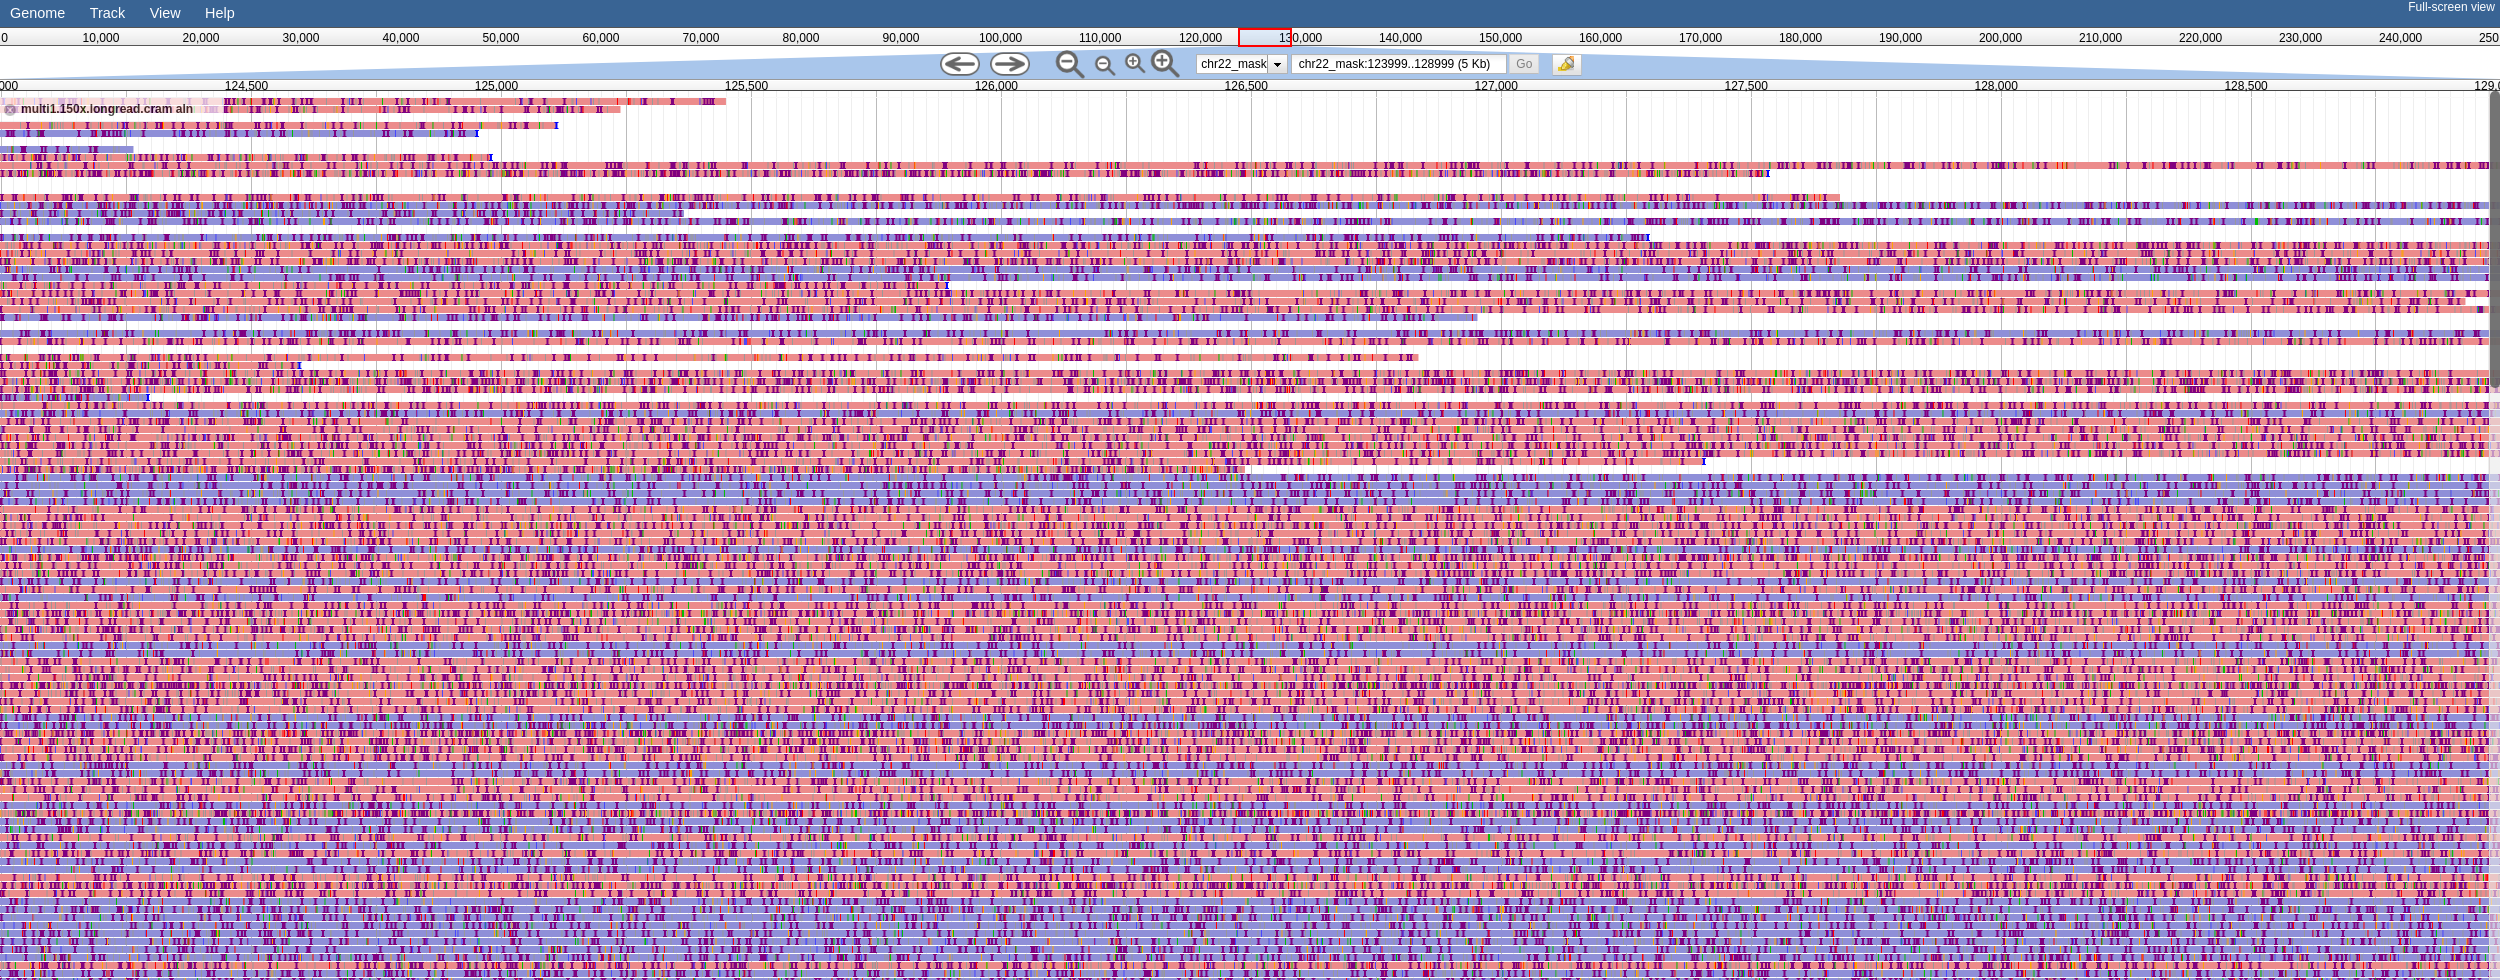 Genome Track View Help Full-screen view
0 10,000 20,000 30,000 40,000 50,000 60,000 70,000 80,000 90,000 100,000 110,000 120,000 130,000 140,000 150,000 160,000 170,000 180,000 190,000 200,000 210,000 220,000 230,000 240,000 250
chr22_mask chr22_mask:123999..128999 (5 Kb) Go
000 124,500 125,000 125,500 126,000 126,500 127,000 127,500 128,000 128,500 129,0
multi1.150x.longread.cram aln